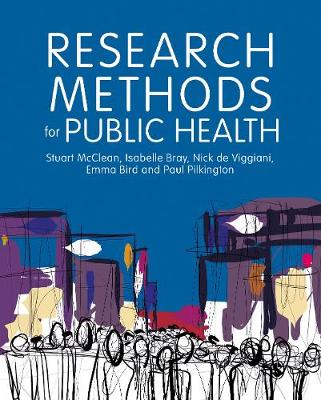 RESEARCH
METHODS
for PUBLIC HEALTH
Stuart McClean, Isabelle Bray, Nick de Viggiani,
Emma Bird and Paul Pilkington